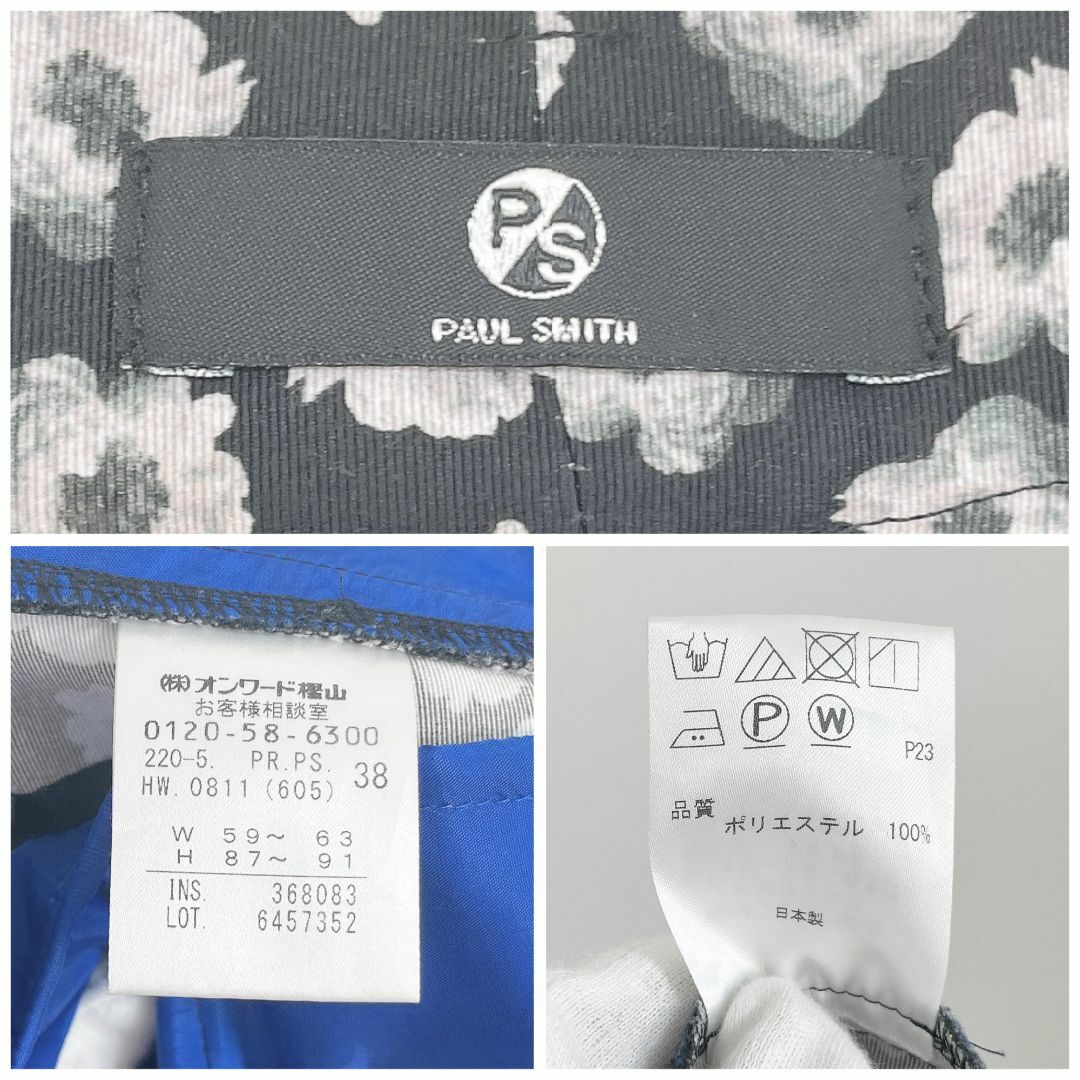 PS
PAUL SMITH
(株)オンワード樫山
お客様相談室
0120-58-6300
220-5. PR.PS. 38
HW.0811(605)
W 59〜 63
H 87〜 91
INS. 368083
LOT. 6457352
P W
P23
品質 ポリエステル 100%
日本製